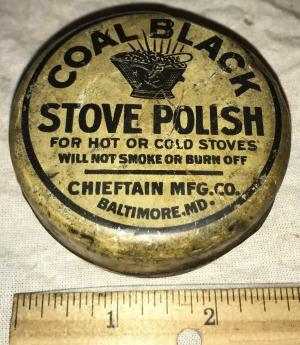 COAL BLACK
STOVE POLISH
FOR HOT OR COLD STOVES
WILL NOT SMOKE OR BURN OFF
CHIEFTAIN MFG.CO.
BALTIMORE.MD.
1 2